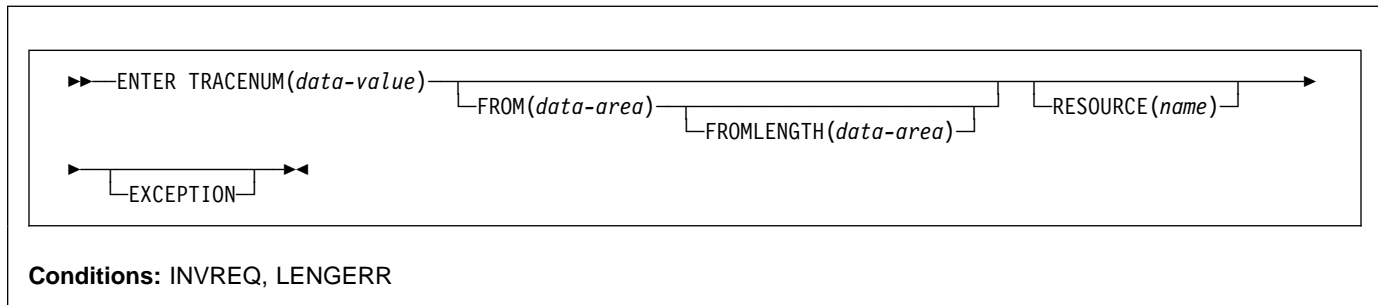 ENTER TRACENUM(data-value)
FROM(data-area)
FROMLENGTH(data-area)
RESOURCE(name)
EXCEPTION
Conditions: INVREQ, LENGERR